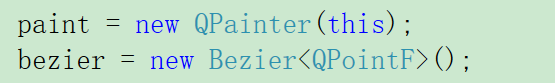 paint = new QPainter(this);
bezier = new Bezier<QPointF>();